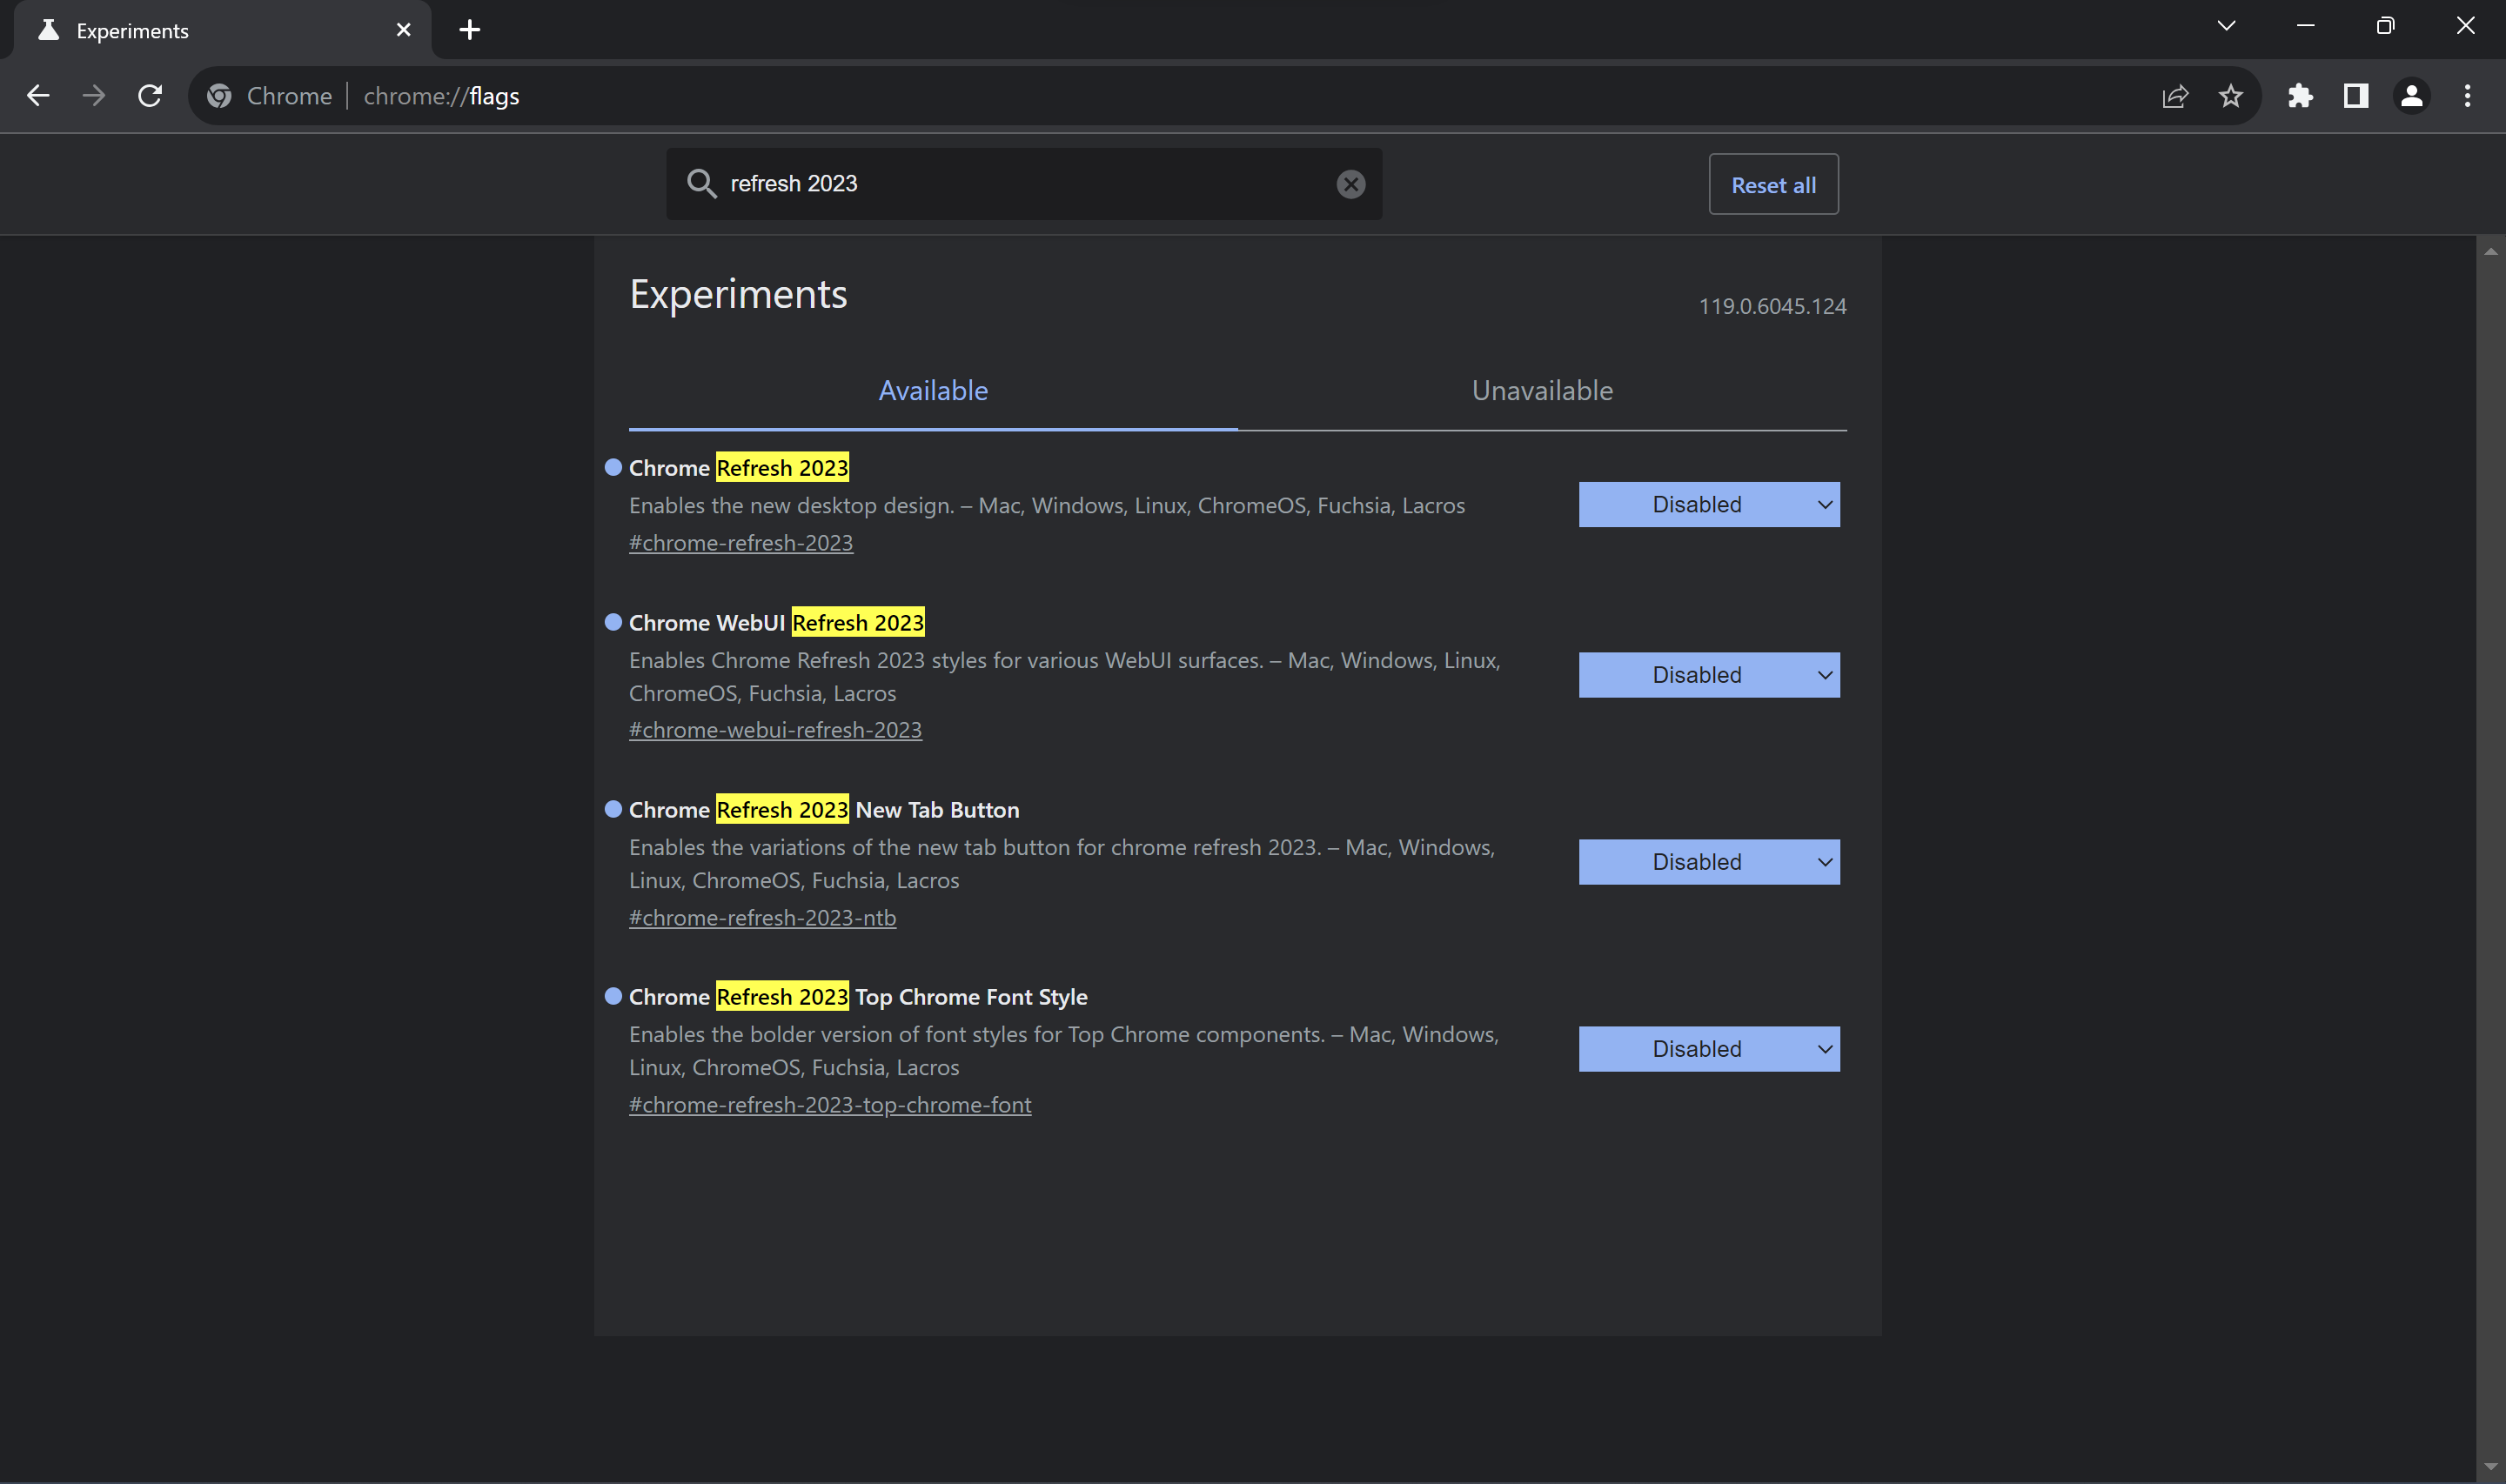 Experiments
Chrome chrome://flags
refresh 2023
Reset all
Experiments
119.0.6045.124
Available
Unavailable
Chrome Refresh 2023
Enables the new desktop design. – Mac, Windows, Linux, ChromeOS, Fuchsia, Lacros
#chrome-refresh-2023
Disabled
Chrome WebUI Refresh 2023
Enables Chrome Refresh 2023 styles for various WebUI surfaces. – Mac, Windows, Linux,
ChromeOS, Fuchsia, Lacros
#chrome-webui-refresh-2023
Disabled
Chrome Refresh 2023 New Tab Button
Enables the variations of the new tab button for chrome refresh 2023. – Mac, Windows,
Linux, ChromeOS, Fuchsia, Lacros
#chrome-refresh-2023-ntb
Disabled
Chrome Refresh 2023 Top Chrome Font Style
Enables the bolder version of font styles for Top Chrome components. – Mac, Windows,
Linux, ChromeOS, Fuchsia, Lacros
#chrome-refresh-2023-top-chrome-font
Disabled